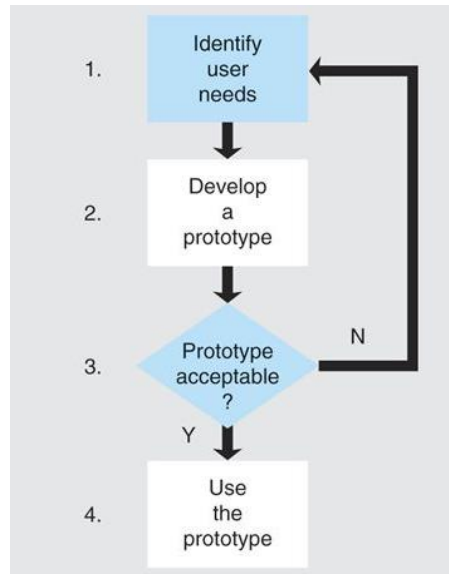 1.
Identify
user
needs
2.
Develop
a
prototype
N
3.
Prototype
acceptable
?
Y
4.
Use
the
prototype